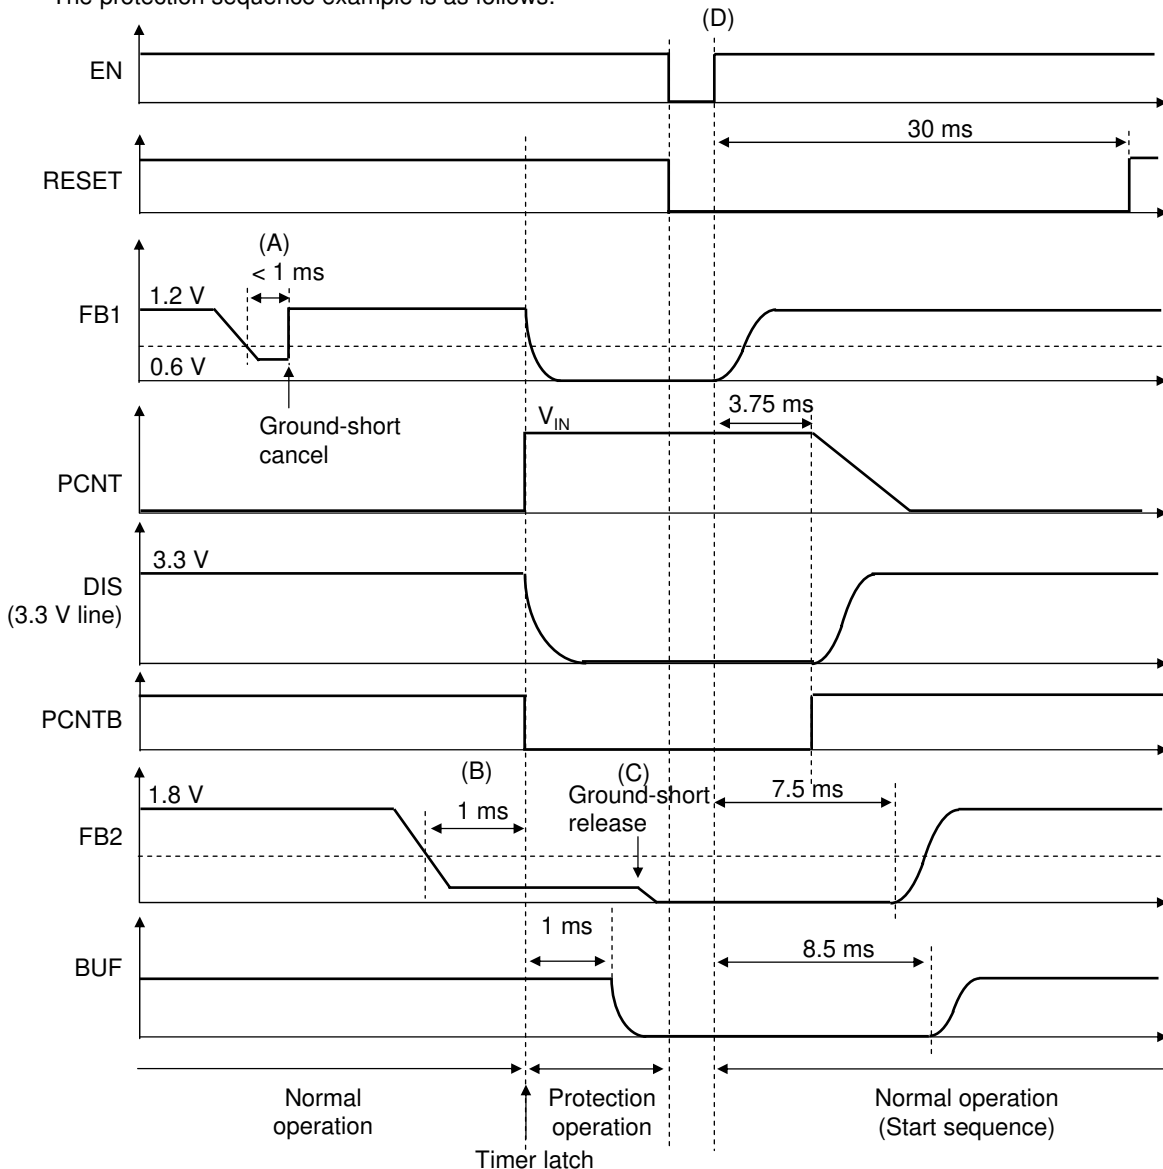 The protection sequence example is as follows.
(D)
EN
30 ms
RESET
(A)
< 1 ms
1.2 V
FB1
0.6 V
Ground-short
cancel
3.75 ms
VIN
PCNT
3.3 V
DIS
(3.3 V line)
PCNTB
(B)
(C)
1.8 V
1 ms
Ground-short
release
7.5 ms
FB2
1 ms
8.5 ms
BUF
Normal
operation
Protection
operation
Normal operation
(Start sequence)
Timer latch